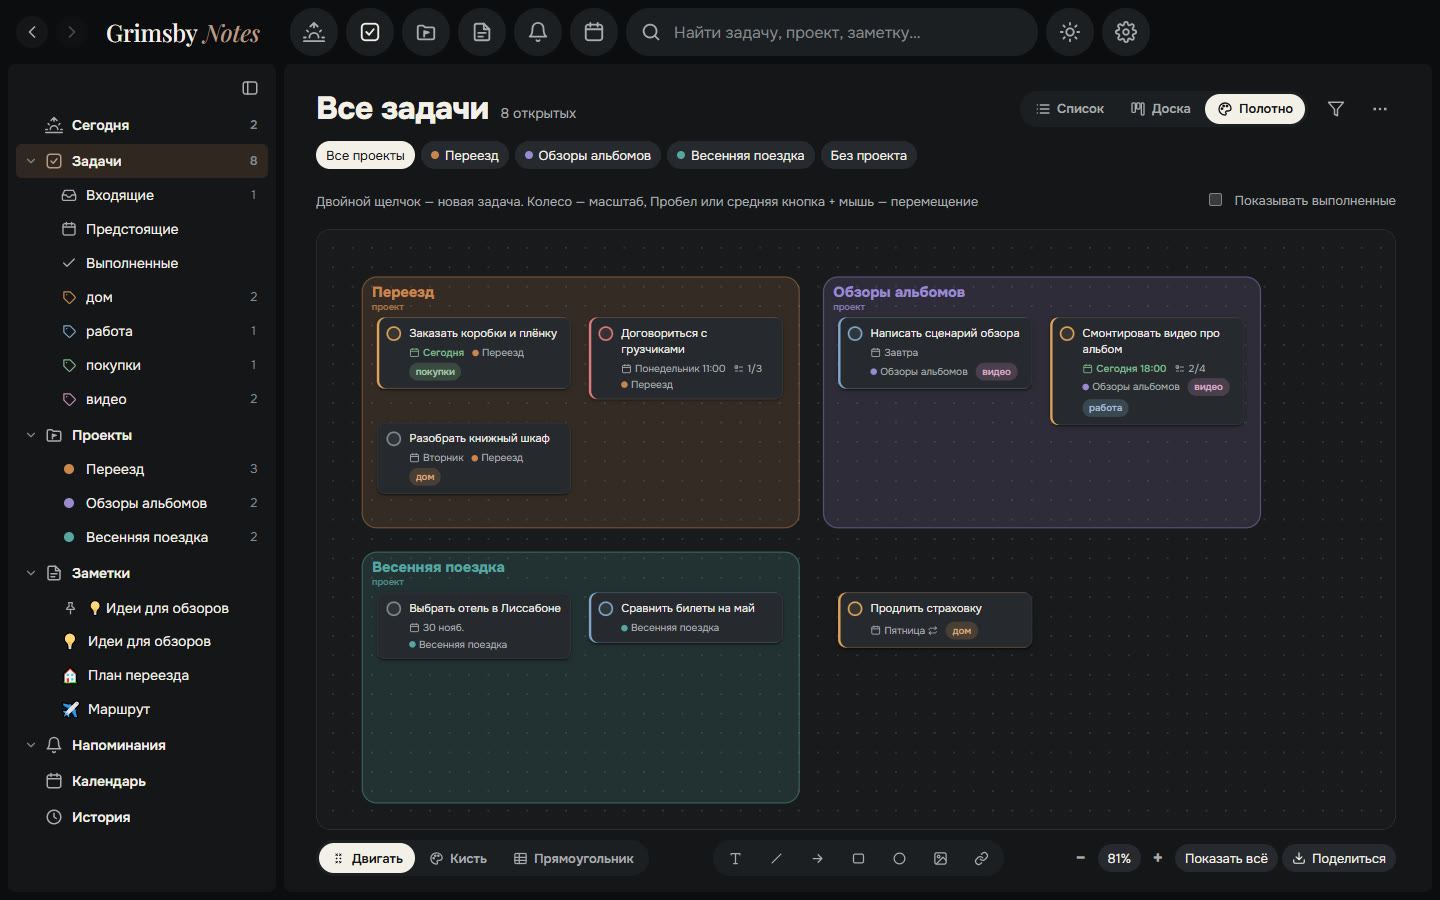 Grimsby Notes
Найти задачу, проект, заметку...
Сегодня 2
Задачи 8
Входящие 1
Предстоящие
Выполненные
дом 2
работа 1
покупки 1
видео 2
Проекты
Переезд 3
Обзоры альбомов 2
Весенняя поездка 2
Заметки
Идеи для обзоров
Идеи для обзоров
План переезда
Маршрут
Напоминания
Календарь
История
Все задачи 8 открытых
Список Доска Полотно
Все проекты Переезд Обзоры альбомов Весенняя поездка Без проекта
Двойной щелчок — новая задача. Колесо — масштаб, Пробел или средняя кнопка + мышь — перемещение
Показывать выполненные
Переезд
проект
Заказать коробки и плёнку
Сегодня Переезд
покупки
Договориться с
грузчиками
Понедельник 11:00 1/3
Переезд
Разобрать книжный шкаф
Вторник Переезд
дом
Обзоры альбомов
проект
Написать сценарий обзора
Завтра
Обзоры альбомов видео
Смонтировать видео про
альбом
Сегодня 18:00 2/4
Обзоры альбомов видео
работа
Весенняя поездка
проект
Выбрать отель в Лиссабоне
30 нояб.
Весенняя поездка
Сравнить билеты на май
Весенняя поездка
Продлить страховку
Пятница дом
Двигать Кисть Прямоугольник
T
− 81% + Показать всё Поделиться